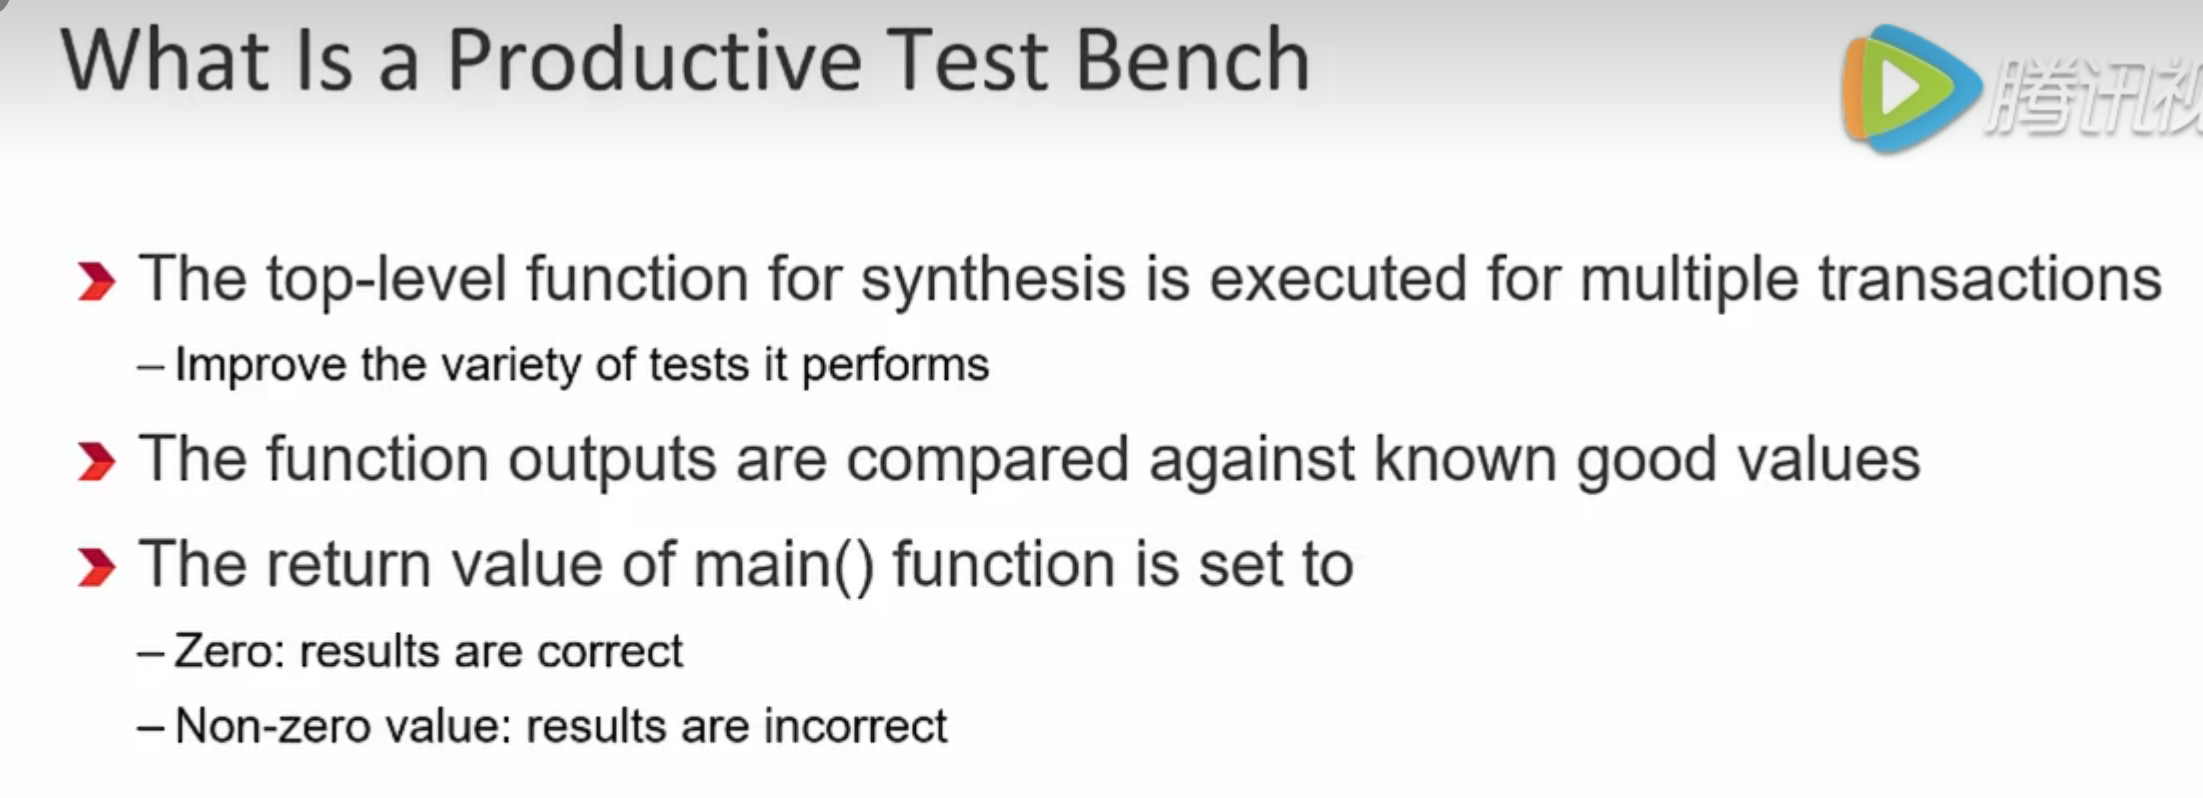 What Is a Productive Test Bench
腾讯视
The top-level function for synthesis is executed for multiple transactions
– Improve the variety of tests it performs
The function outputs are compared against known good values
The return value of main() function is set to
– Zero: results are correct
– Non-zero value: results are incorrect